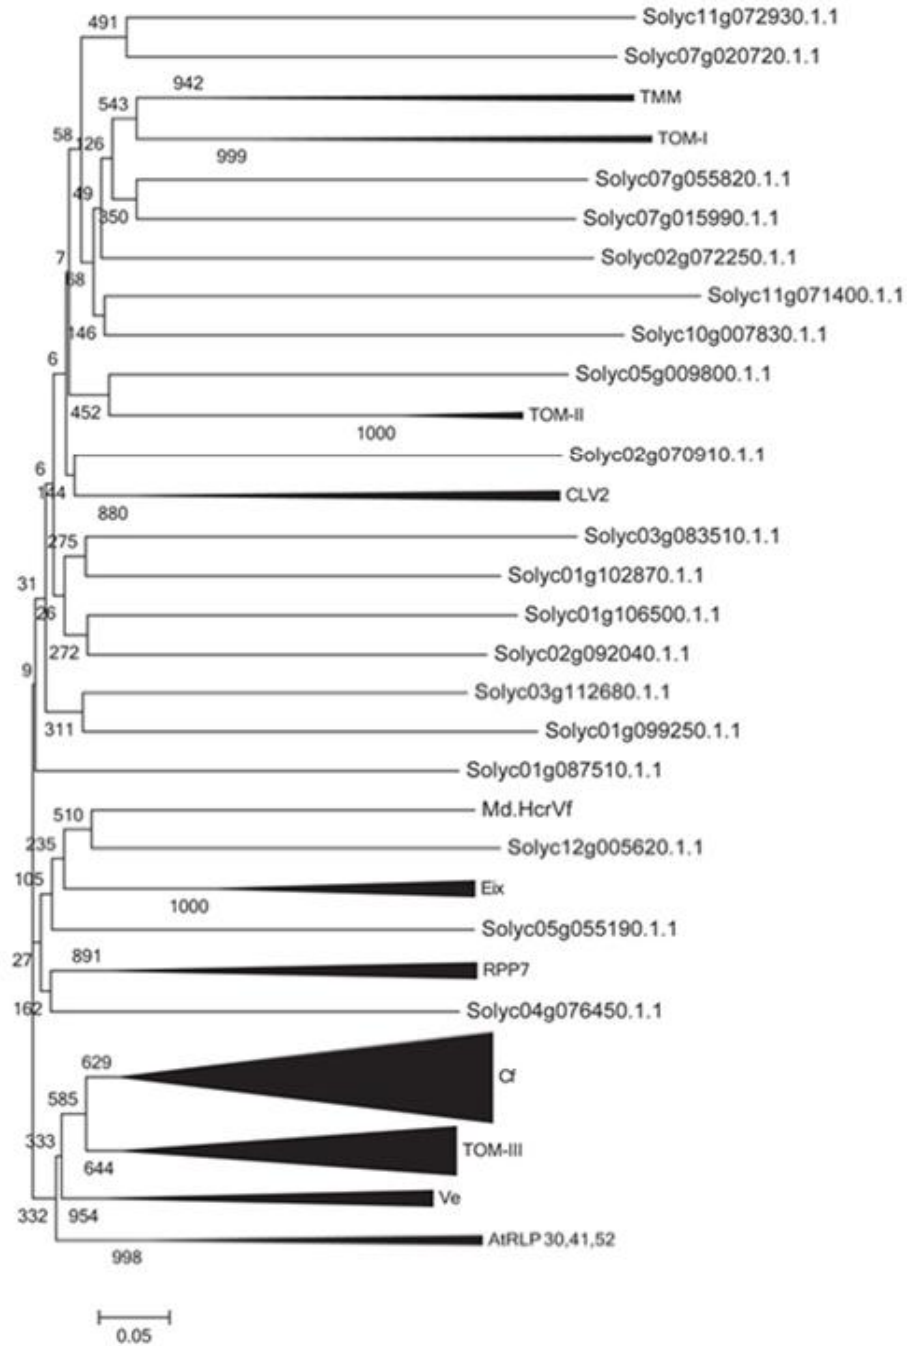 491
Solyc11g072930.1.1
Solyc07g020720.1.1
942
543
TMM
58
126
TOM-I
999
Solyc07g055820.1.1
49
350
Solyc07g015990.1.1
7
Solyc02g072250.1.1
68
Solyc11g071400.1.1
146
Solyc10g007830.1.1
6
Solyc05g009800.1.1
452
TOM-II
1000
Solyc02g070910.1.1
6
144
CLV2
880
275
Solyc03g083510.1.1
31
Solyc01g102870.1.1
26
Solyc01g106500.1.1
272
Solyc02g092040.1.1
9
Solyc03g112680.1.1
311
Solyc01g099250.1.1
Solyc01g087510.1.1
510
Md.HcrVf
235
Solyc12g005620.1.1
105
Eix
1000
Solyc05g055190.1.1
27
891
RPP7
162
Solyc04g076450.1.1
629
Cf
585
333
TOM-III
644
Ve
332
954
AtRLP 30,41,52
998
0.05